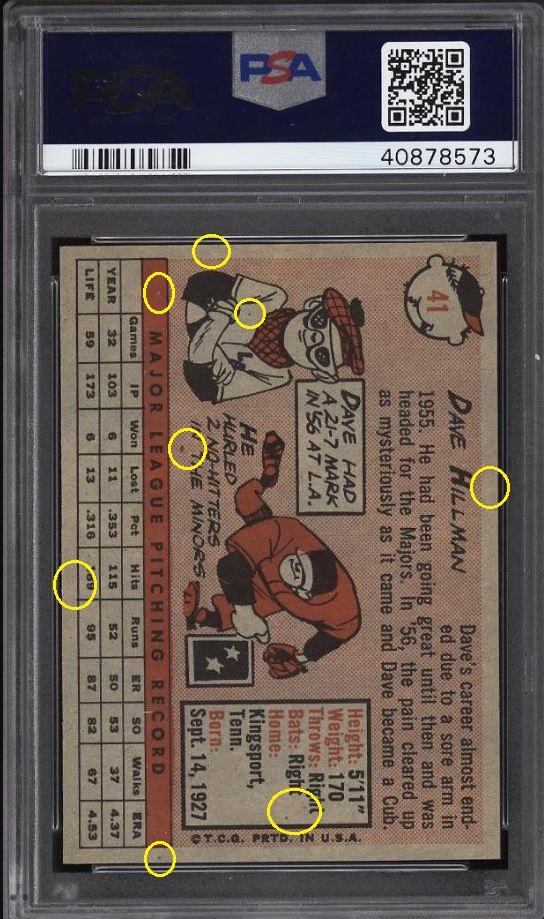 PSA
PSA
40878573
41
DAVE HILLMAN
Dave's career almost end-
ed due to a sore arm in
1955. He had been going great until then and was
headed for the Majors. In '56, the pain cleared up
as mysteriously as it came and Dave became a Cub.
DAVE HAD
A 21-7 MARK
IN '56 AT L.A.
HE
HURLED
2 NO-HITTERS
IN THE MINORS
Height: 5'11"
Weight: 170
Throws: Right
Bats: Right
Home:
Kingsport,
Tenn.
Born:
Sept. 14, 1927
©T.C.G. PRTD. IN U.S.A.
MAJOR LEAGUE PITCHING RECORD
Games IP Won Lost Pct Hits Runs ER SO Walks ERA
YEAR 32 103 6 11 .353 115 52 50 53 37 4.37
LIFE 59 173 6 13 .316 95 87 82 67 4.53